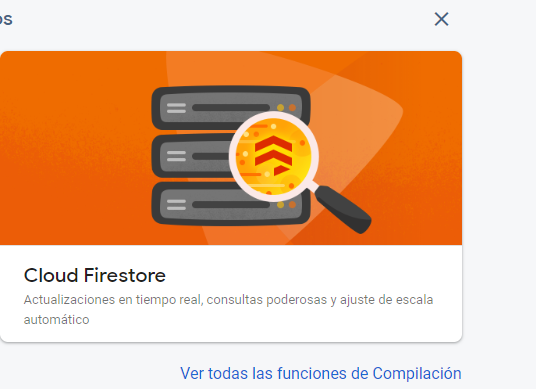 os
Cloud Firestore
Actualizaciones en tiempo real, consultas poderosas y ajuste de escala
automático
Ver todas las funciones de Compilación